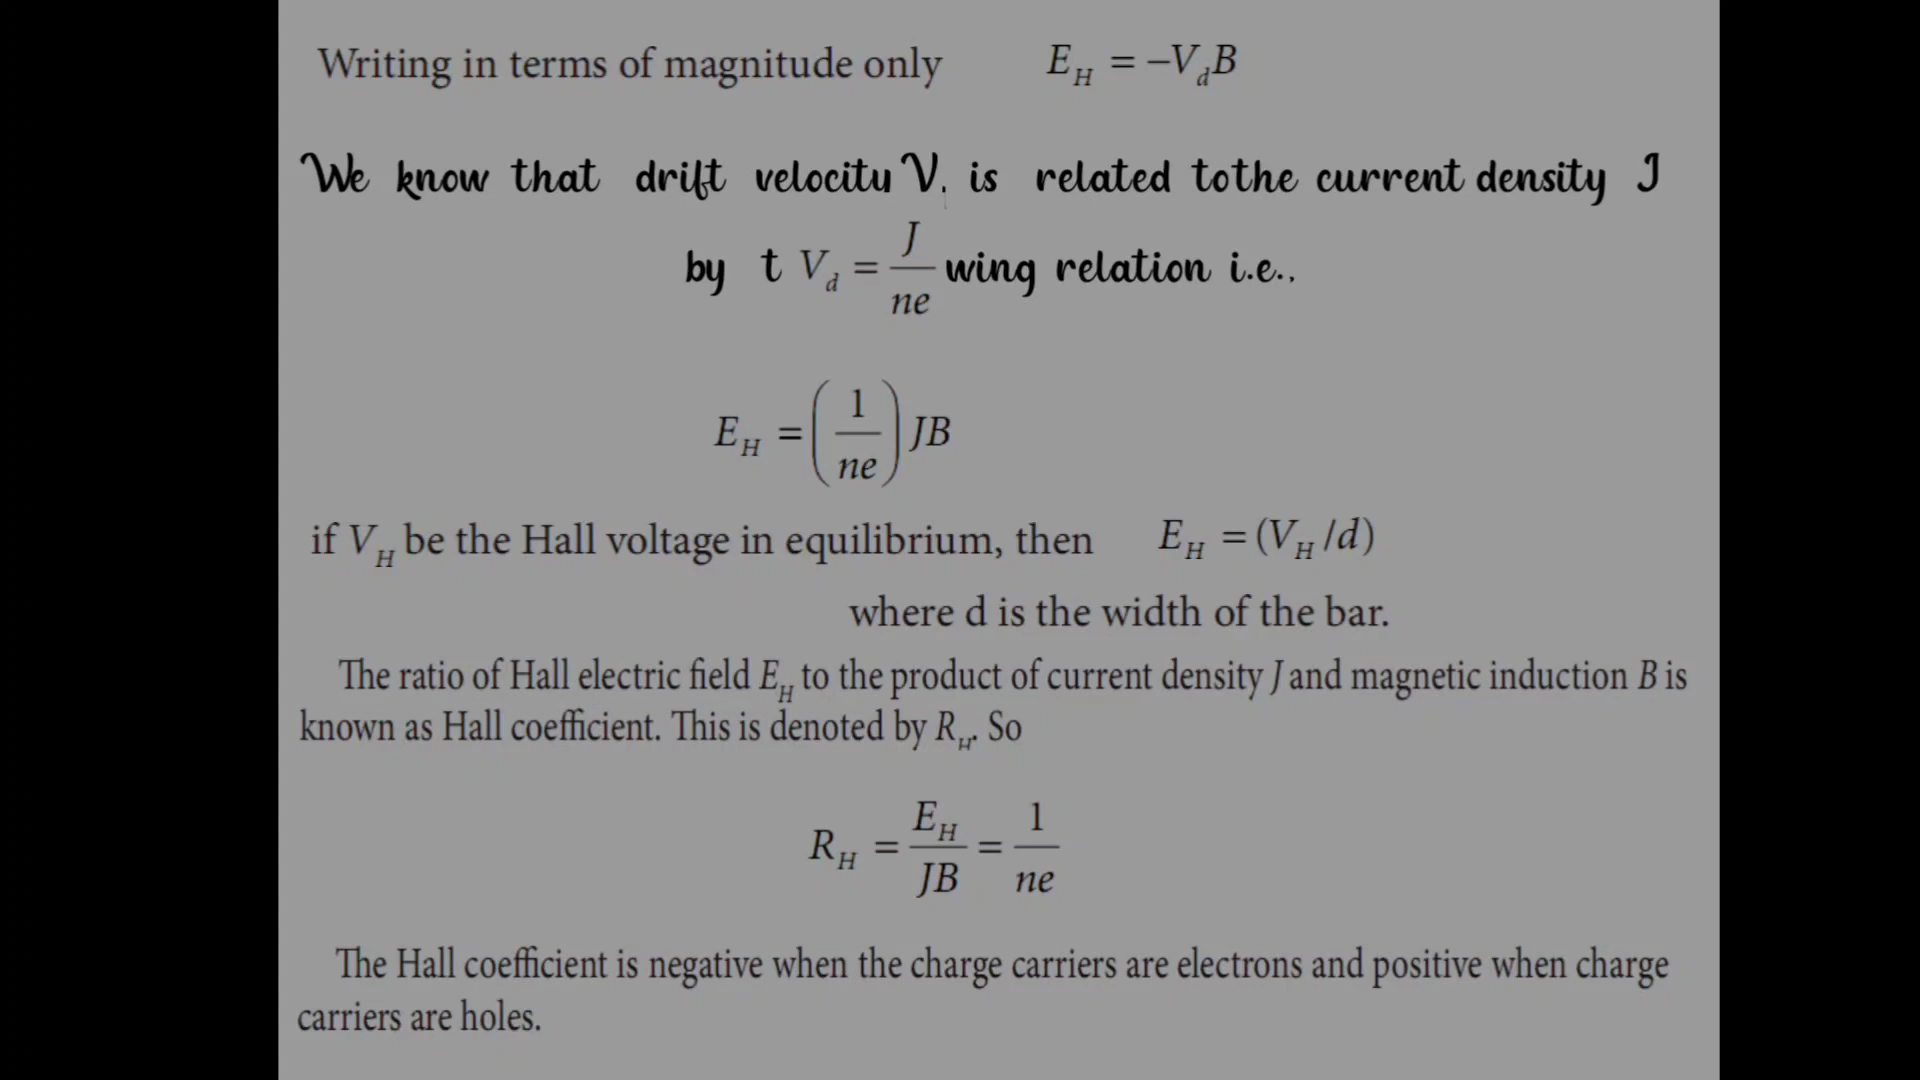 Writing in terms of magnitude only E_H = -V_d B
We know that drift velocity V is related tothe current density J
by t V_d = J/ne wing relation i.e.,
E_H = (1/ne) JB
if V_H be the Hall voltage in equilibrium, then E_H = (V_H /d)
where d is the width of the bar.
The ratio of Hall electric field E_H to the product of current density J and magnetic induction B is
known as Hall coefficient. This is denoted by R_H. So
R_H = E_H/JB = 1/ne
The Hall coefficient is negative when the charge carriers are electrons and positive when charge
carriers are holes.